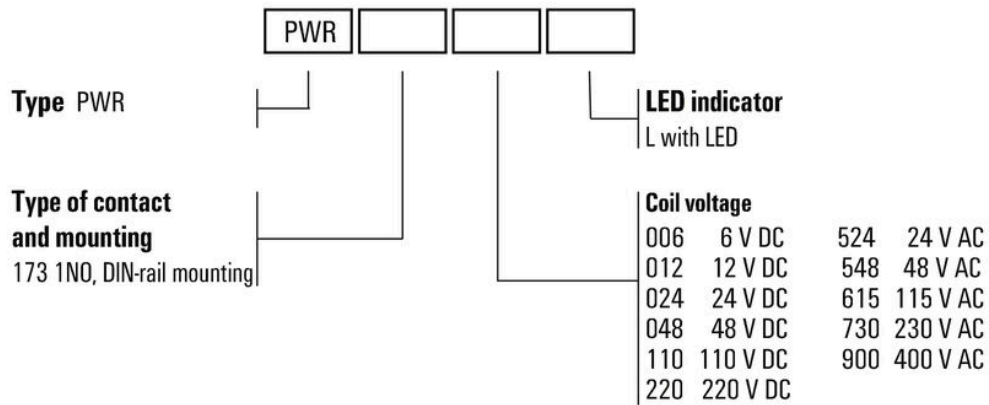 PWR
Type PWR
LED indicator
L with LED
Type of contact
and mounting
173 1NO, DIN-rail mounting
Coil voltage
006 6 V DC 524 24 V AC
012 12 V DC 548 48 V AC
024 24 V DC 615 115 V AC
048 48 V DC 730 230 V AC
110 110 V DC 900 400 V AC
220 220 V DC